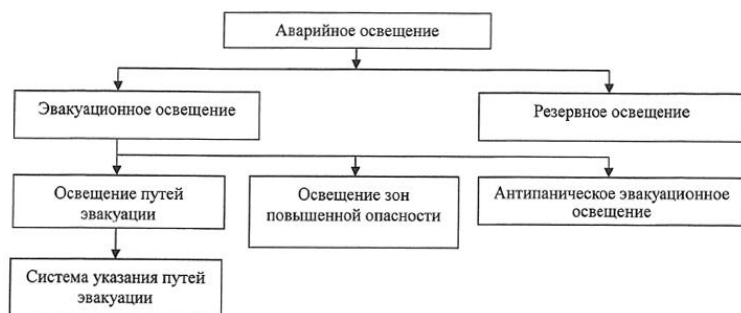 Аварийное освещение
Эвакуационное освещение
Резервное освещение
Освещение путей
эвакуации
Освещение зон
повышенной опасности
Антипаническое эвакуационное
освещение
Система указания путей
эвакуации